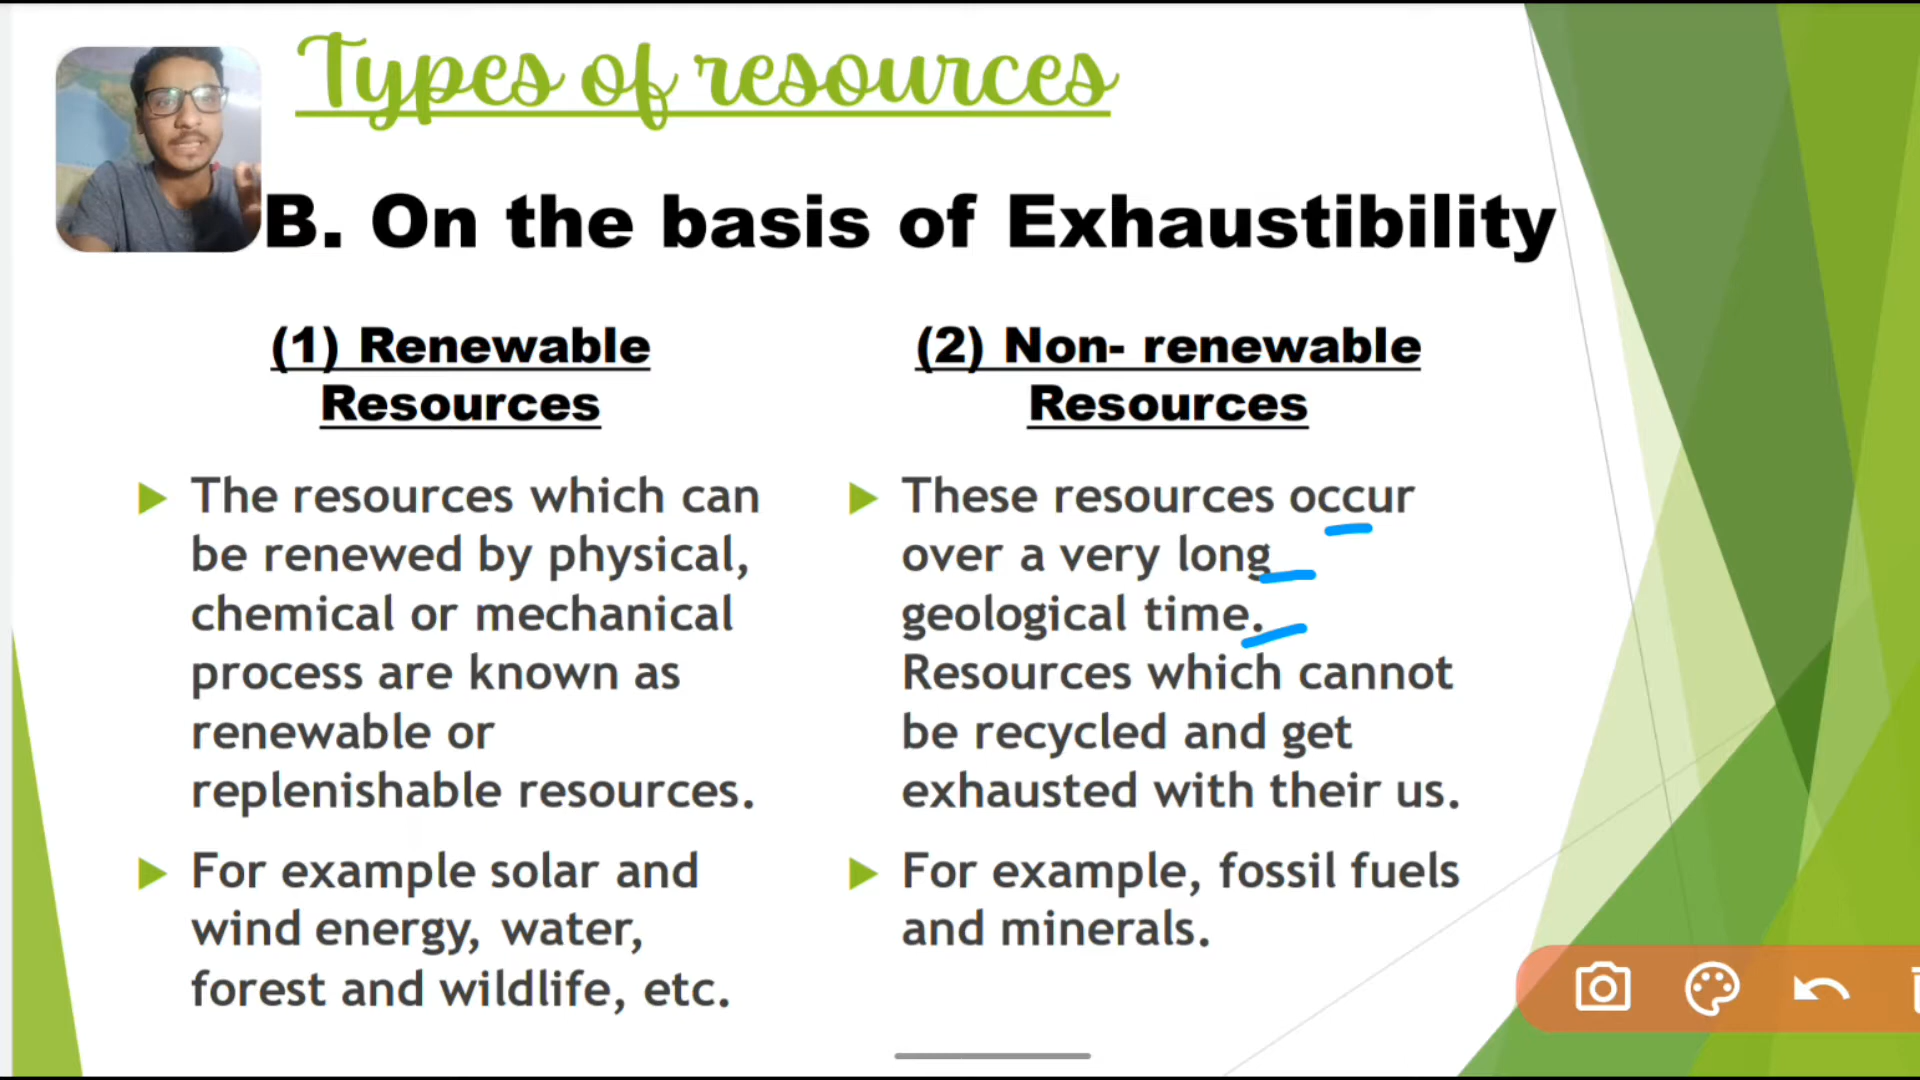 Types of resources
B. On the basis of Exhaustibility
(1) Renewable
Resources
The resources which can
be renewed by physical,
chemical or mechanical
process are known as
renewable or
replenishable resources.
For example solar and
wind energy, water,
forest and wildlife, etc.
(2) Non- renewable
Resources
These resources occur
over a very long
geological time.
Resources which cannot
be recycled and get
exhausted with their us.
For example, fossil fuels
and minerals.